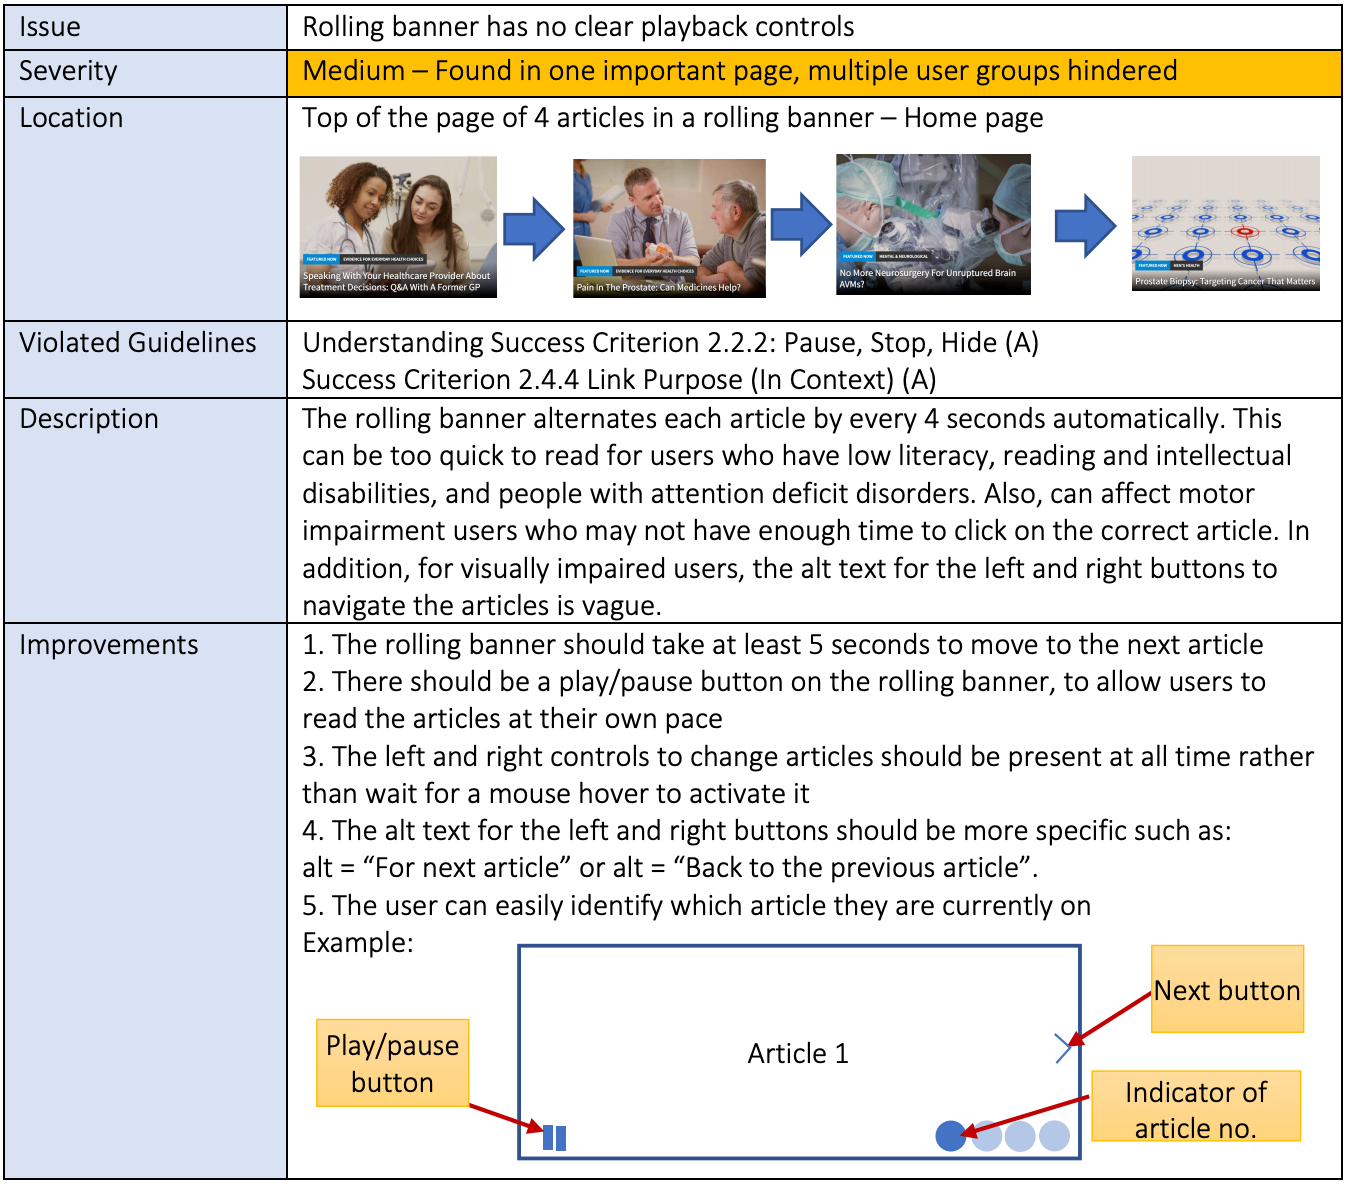 Issue
Rolling banner has no clear playback controls
Severity
Medium – Found in one important page, multiple user groups hindered
Location
Top of the page of 4 articles in a rolling banner – Home page
FEATURED NOW EVIDENCE FOR EVERYDAY HEALTH CHOICES
Speaking With Your Healthcare Provider About
Treatment Decisions: Q&A With A Former GP
FEATURED NOW EVIDENCE FOR EVERYDAY HEALTH CHOICES
Pain In The Prostate: Can Medicines Help?
FEATURED NOW MENTAL & NEUROLOGICAL
No More Neurosurgery For Unruptured Brain
AVMs?
FEATURED NOW MEN'S HEALTH
Prostate Biopsy: Targeting Cancer That Matters
Violated Guidelines
Understanding Success Criterion 2.2.2: Pause, Stop, Hide (A)
Success Criterion 2.4.4 Link Purpose (In Context) (A)
Description
The rolling banner alternates each article by every 4 seconds automatically. This
can be too quick to read for users who have low literacy, reading and intellectual
disabilities, and people with attention deficit disorders. Also, can affect motor
impairment users who may not have enough time to click on the correct article. In
addition, for visually impaired users, the alt text for the left and right buttons to
navigate the articles is vague.
Improvements
1. The rolling banner should take at least 5 seconds to move to the next article
2. There should be a play/pause button on the rolling banner, to allow users to
read the articles at their own pace
3. The left and right controls to change articles should be present at all time rather
than wait for a mouse hover to activate it
4. The alt text for the left and right buttons should be more specific such as:
alt = “For next article” or alt = “Back to the previous article”.
5. The user can easily identify which article they are currently on
Example:
Next button
Play/pause
button
Article 1
Indicator of
article no.